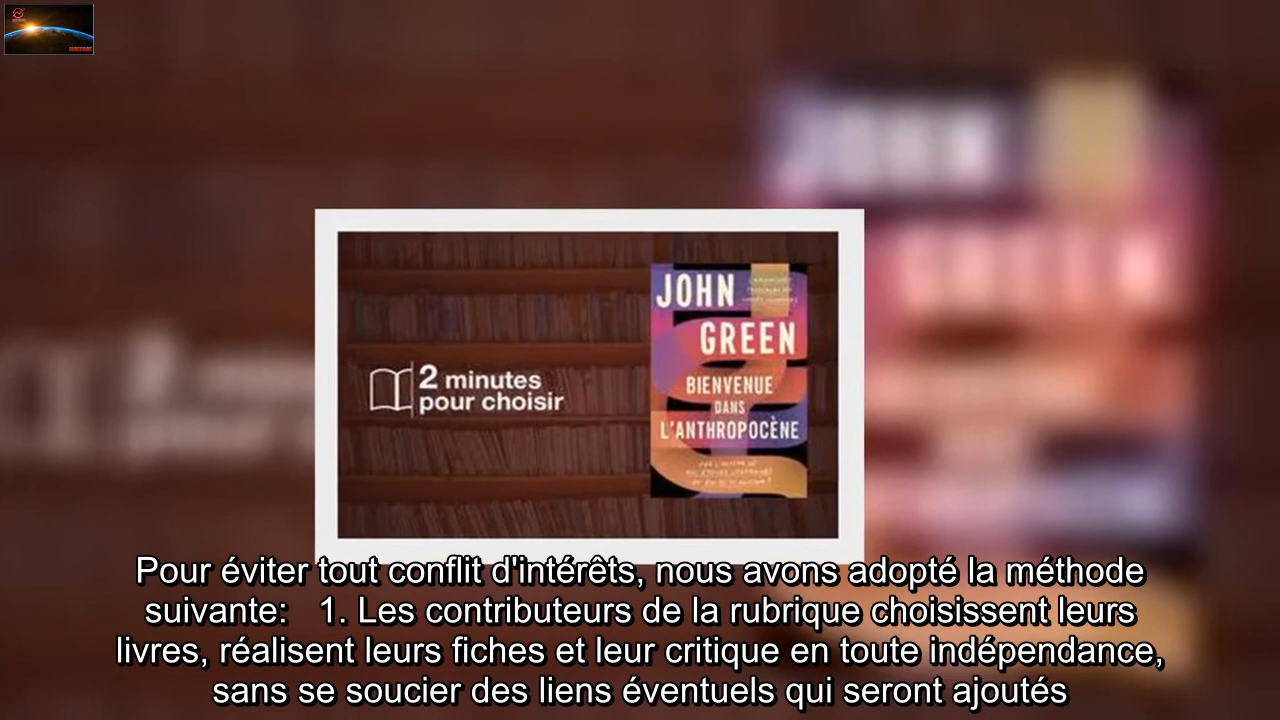 JOHN
GREEN
BIENVENUE
DANS
L'ANTHROPOCÈNE
2 minutes
pour choisir
Pour éviter tout conflit d'intérêts, nous avons adopté la méthode
suivante: 1. Les contributeurs de la rubrique choisissent leurs
livres, réalisent leurs fiches et leur critique en toute indépendance,
sans se soucier des liens éventuels qui seront ajoutés